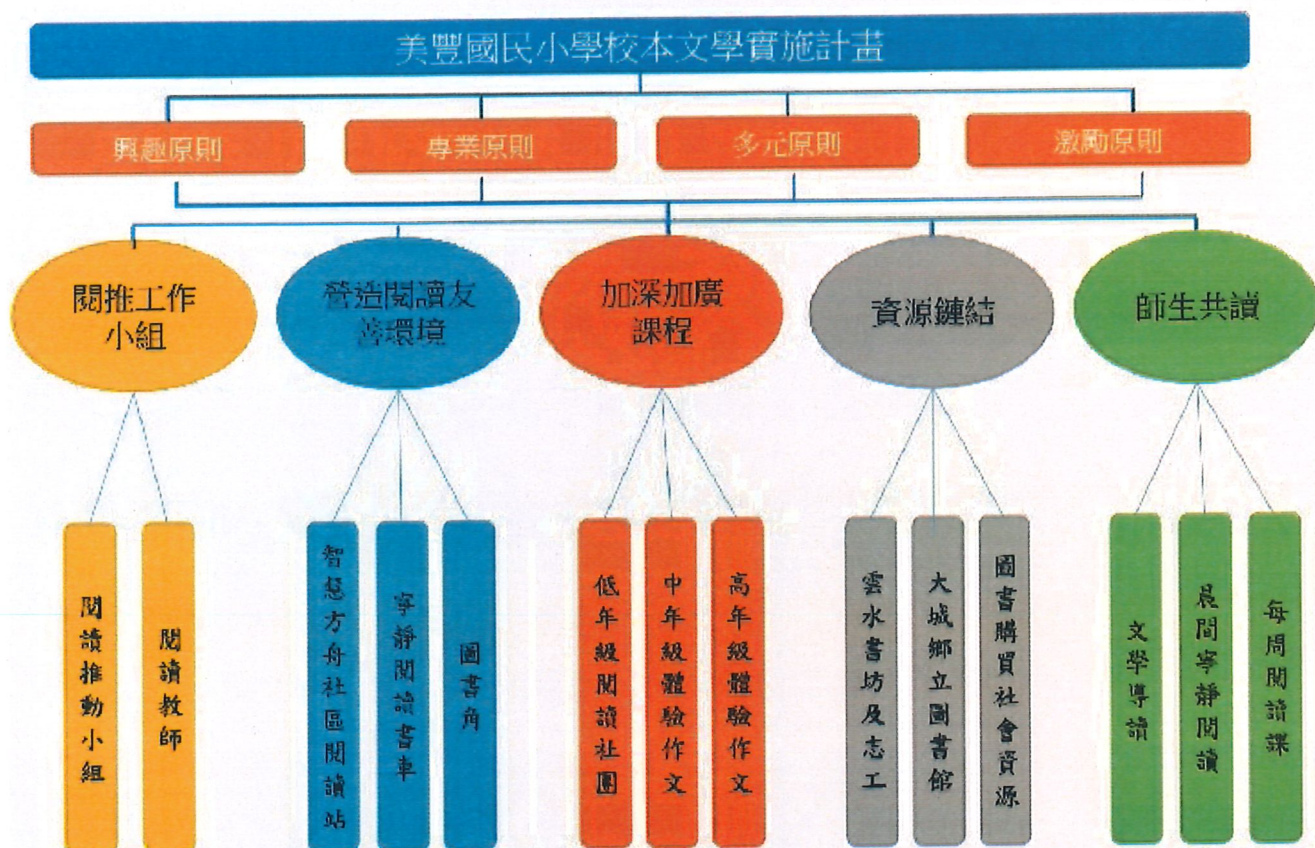 美豐國民小學校本文學實施計畫
興趣原則
專業原則
多元原則
激勵原則
閱推工作
小組
營造閱讀友
善環境
加深加廣
課程
資源鏈結
師生共讀
閱讀推動小組
閱讀教師
智慧方舟社區閱讀站
寧靜閱讀書車
圖書角
低年級閱讀社團
中年級體驗作文
高年級體驗作文
雲水書坊及志工
大城鄉立圖書館
圖書購買社會資源
文學導讀
晨間寧靜閱讀
每周閱讀課